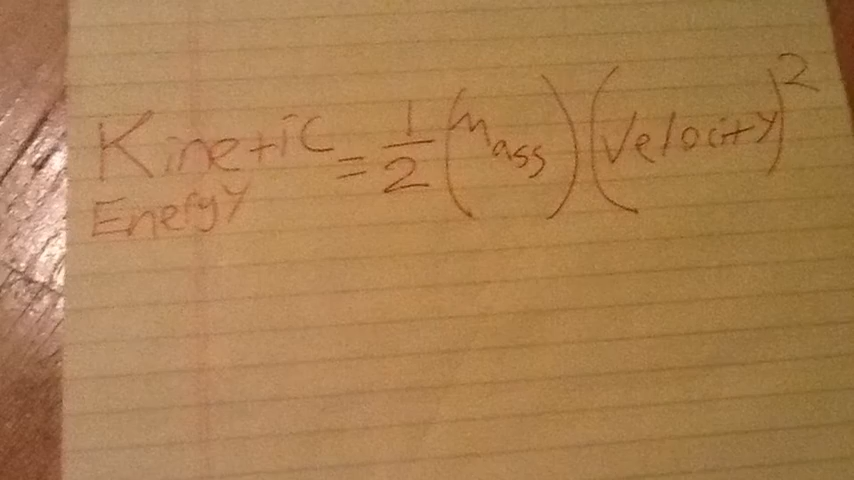 Kinetic Energy = 1/2 (Mass)(Velocity)²